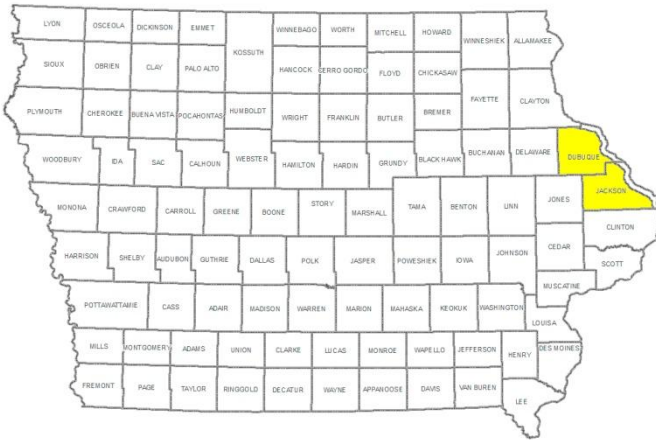 LYON OSCEOLA DICKINSON EMMET WINNEBAGO WORTH MITCHELL HOWARD WINNESHIEK ALLAMAKEE
KOSSUTH
SIOUX OBRIEN CLAY PALO ALTO HANCOCK CERRO GORDO FLOYD CHICKASAW
FAYETTE CLAYTON
PLYMOUTH CHEROKEE BUENA VISTA POCAHONTAS HUMBOLDT WRIGHT FRANKLIN BUTLER BREMER
WOODBURY IDA SAC CALHOUN WEBSTER HAMILTON HARDIN GRUNDY BLACK HAWK BUCHANAN DELAWARE DUBUQUE
JACKSON
MONONA CRAWFORD CARROLL GREENE BOONE STORY MARSHALL TAMA BENTON LINN JONES
CLINTON
HARRISON SHELBY AUDUBON GUTHRIE DALLAS POLK JASPER POWESHIEK IOWA JOHNSON CEDAR
SCOTT
MUSCATINE
POTTAWATTAMIE CASS ADAIR MADISON WARREN MARION MAHASKA KEOKUK WASHINGTON
LOUISA
MILLS MONTGOMERY ADAMS UNION CLARKE LUCAS MONROE WAPELLO JEFFERSON HENRY DES MOINES
FREMONT PAGE TAYLOR RINGGOLD DECATUR WAYNE APPANOOSE DAVIS VAN BUREN
LEE